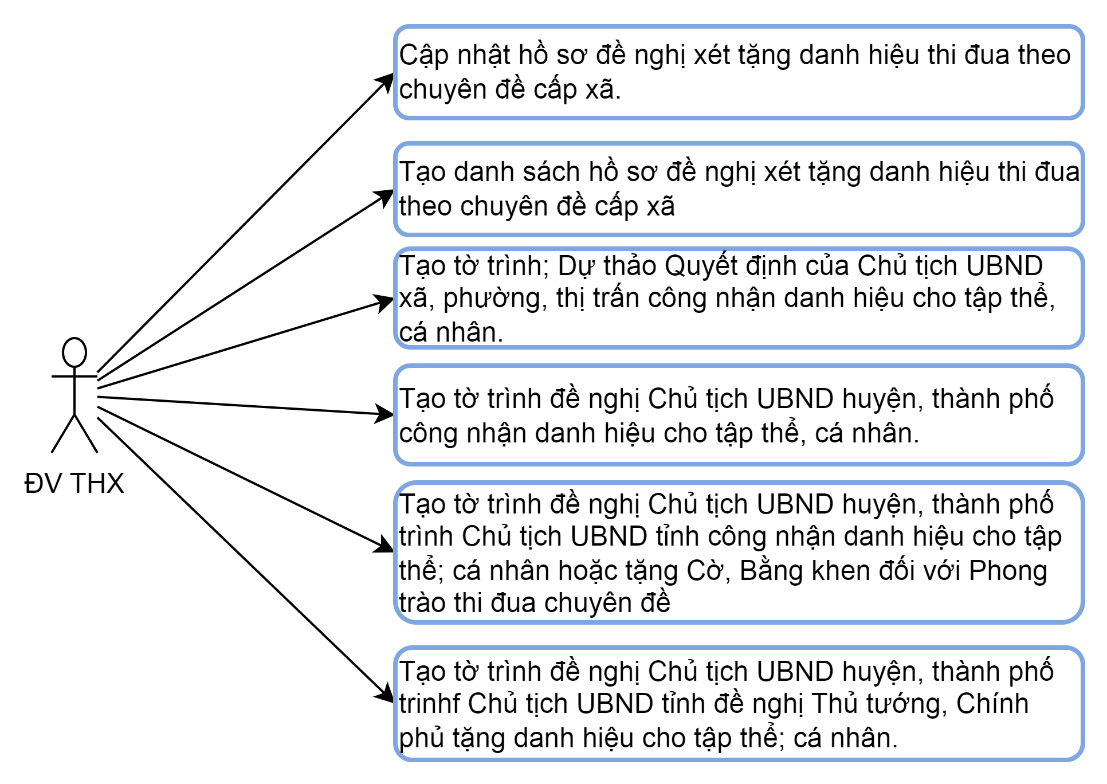 Cập nhật hồ sơ đề nghị xét tặng danh hiệu thi đua theo
chuyên đề cấp xã.
Tạo danh sách hồ sơ đề nghị xét tặng danh hiệu thi đua
theo chuyên đề cấp xã
Tạo tờ trình; Dự thảo Quyết định của Chủ tịch UBND
xã, phường, thị trấn công nhận danh hiệu cho tập thể,
cá nhân.
Tạo tờ trình đề nghị Chủ tịch UBND huyện, thành phố
công nhận danh hiệu cho tập thể, cá nhân.
ĐV THX
Tạo tờ trình đề nghị Chủ tịch UBND huyện, thành phố
trình Chủ tịch UBND tỉnh công nhận danh hiệu cho tập
thể; cá nhân hoặc tặng Cờ, Bằng khen đối với Phong
trào thi đua chuyên đề
Tạo tờ trình đề nghị Chủ tịch UBND huyện, thành phố
trinhf Chủ tịch UBND tỉnh đề nghị Thủ tướng, Chính
phủ tặng danh hiệu cho tập thể; cá nhân.